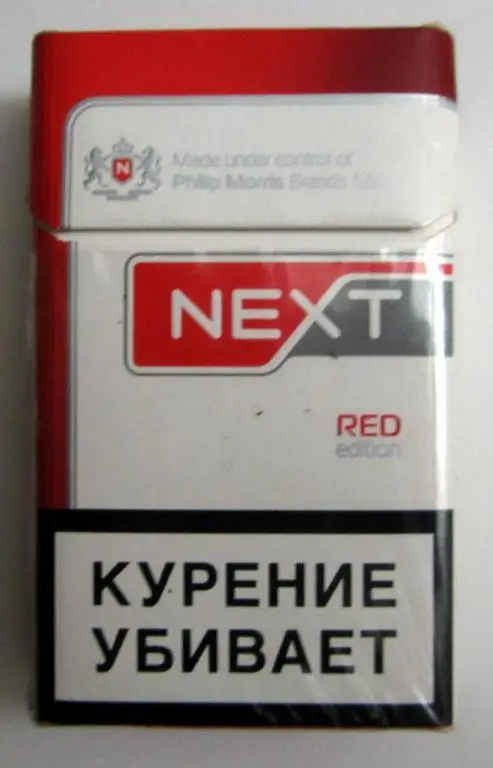 N
Made under control of
Philip Morris Brands
NEXT
RED
edition
КУРЕНИЕ
УБИВАЕТ